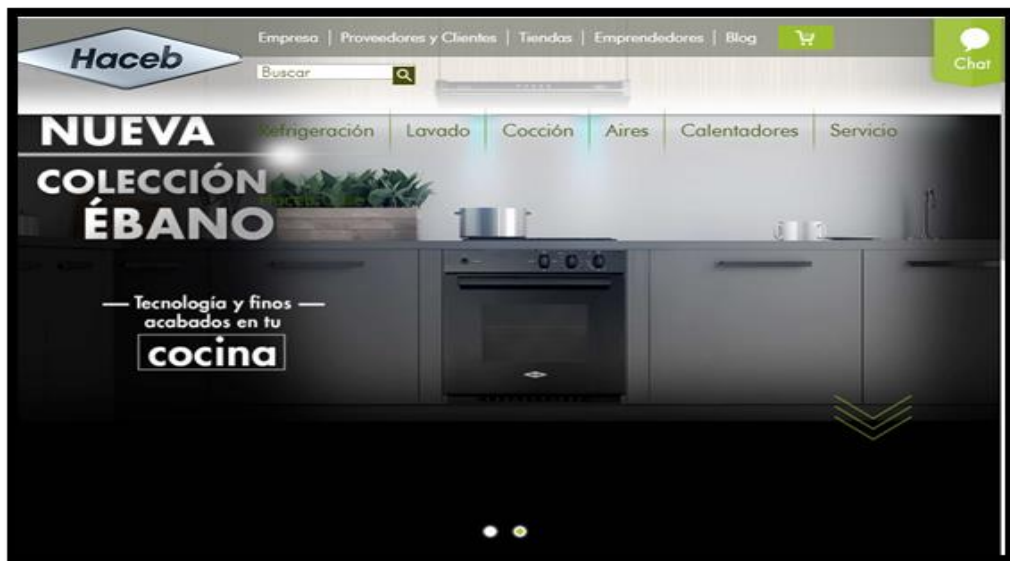 Haceb
Empresa | Proveedores y Clientes | Tiendas | Emprendedores | Blog
Chat
Buscar
Refrigeración | Lavado | Cocción | Aires | Calentadores | Servicio
NUEVA
COLECCIÓN
ÉBANO
Tecnología y finos
acabados en tu
cocina